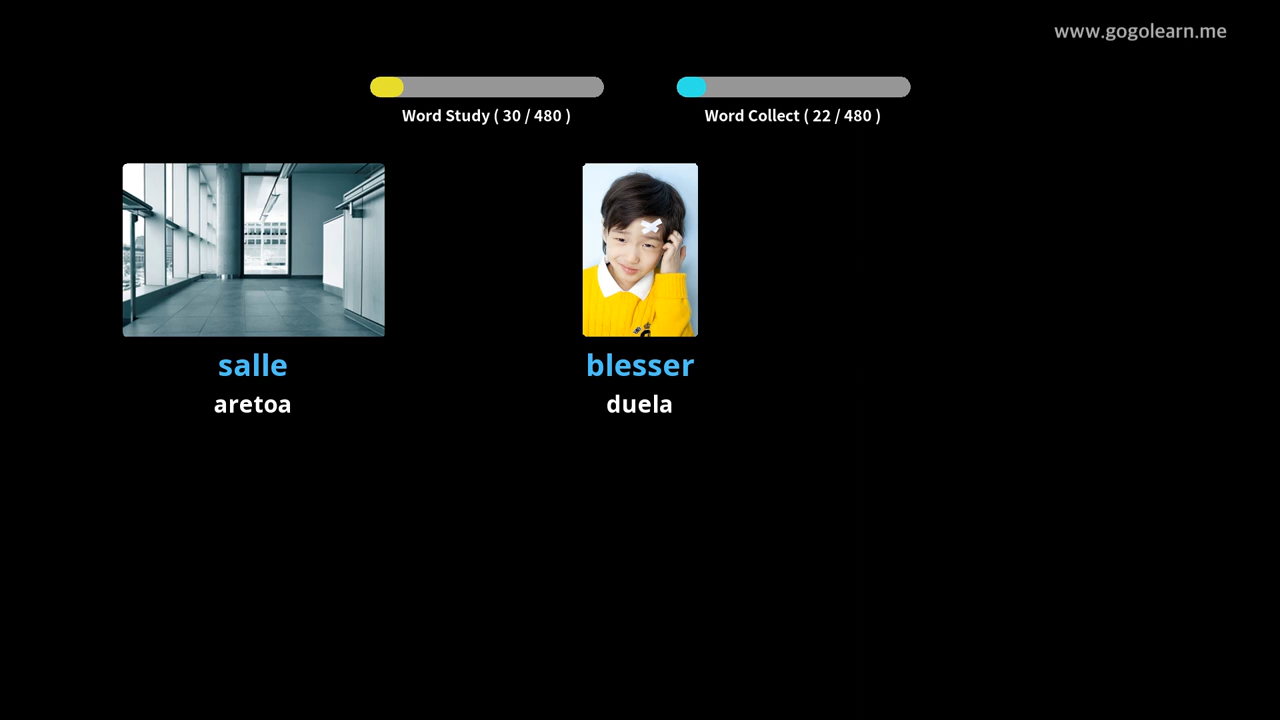 www.gogolearn.me
Word Study ( 30 / 480 )
Word Collect ( 22 / 480 )
salle
aretoa
blesser
duela